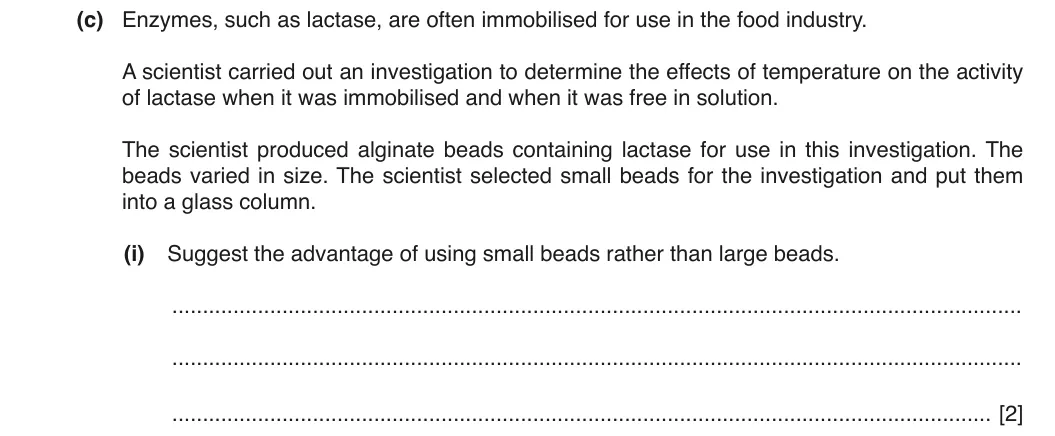 (c) Enzymes, such as lactase, are often immobilised for use in the food industry.
A scientist carried out an investigation to determine the effects of temperature on the activity
of lactase when it was immobilised and when it was free in solution.
The scientist produced alginate beads containing lactase for use in this investigation. The
beads varied in size. The scientist selected small beads for the investigation and put them
into a glass column.
(i) Suggest the advantage of using small beads rather than large beads.
[2]